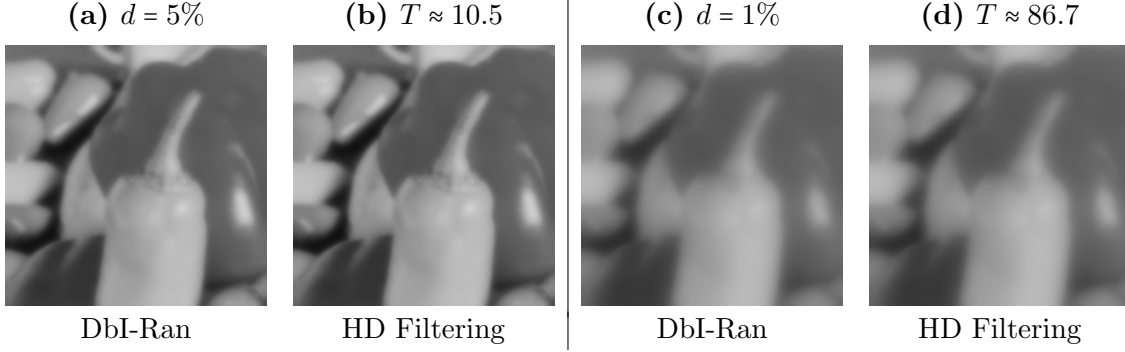 (a) d = 5% (b) T ≈ 10.5 (c) d = 1% (d) T ≈ 86.7
DbI-Ran HD Filtering DbI-Ran HD Filtering